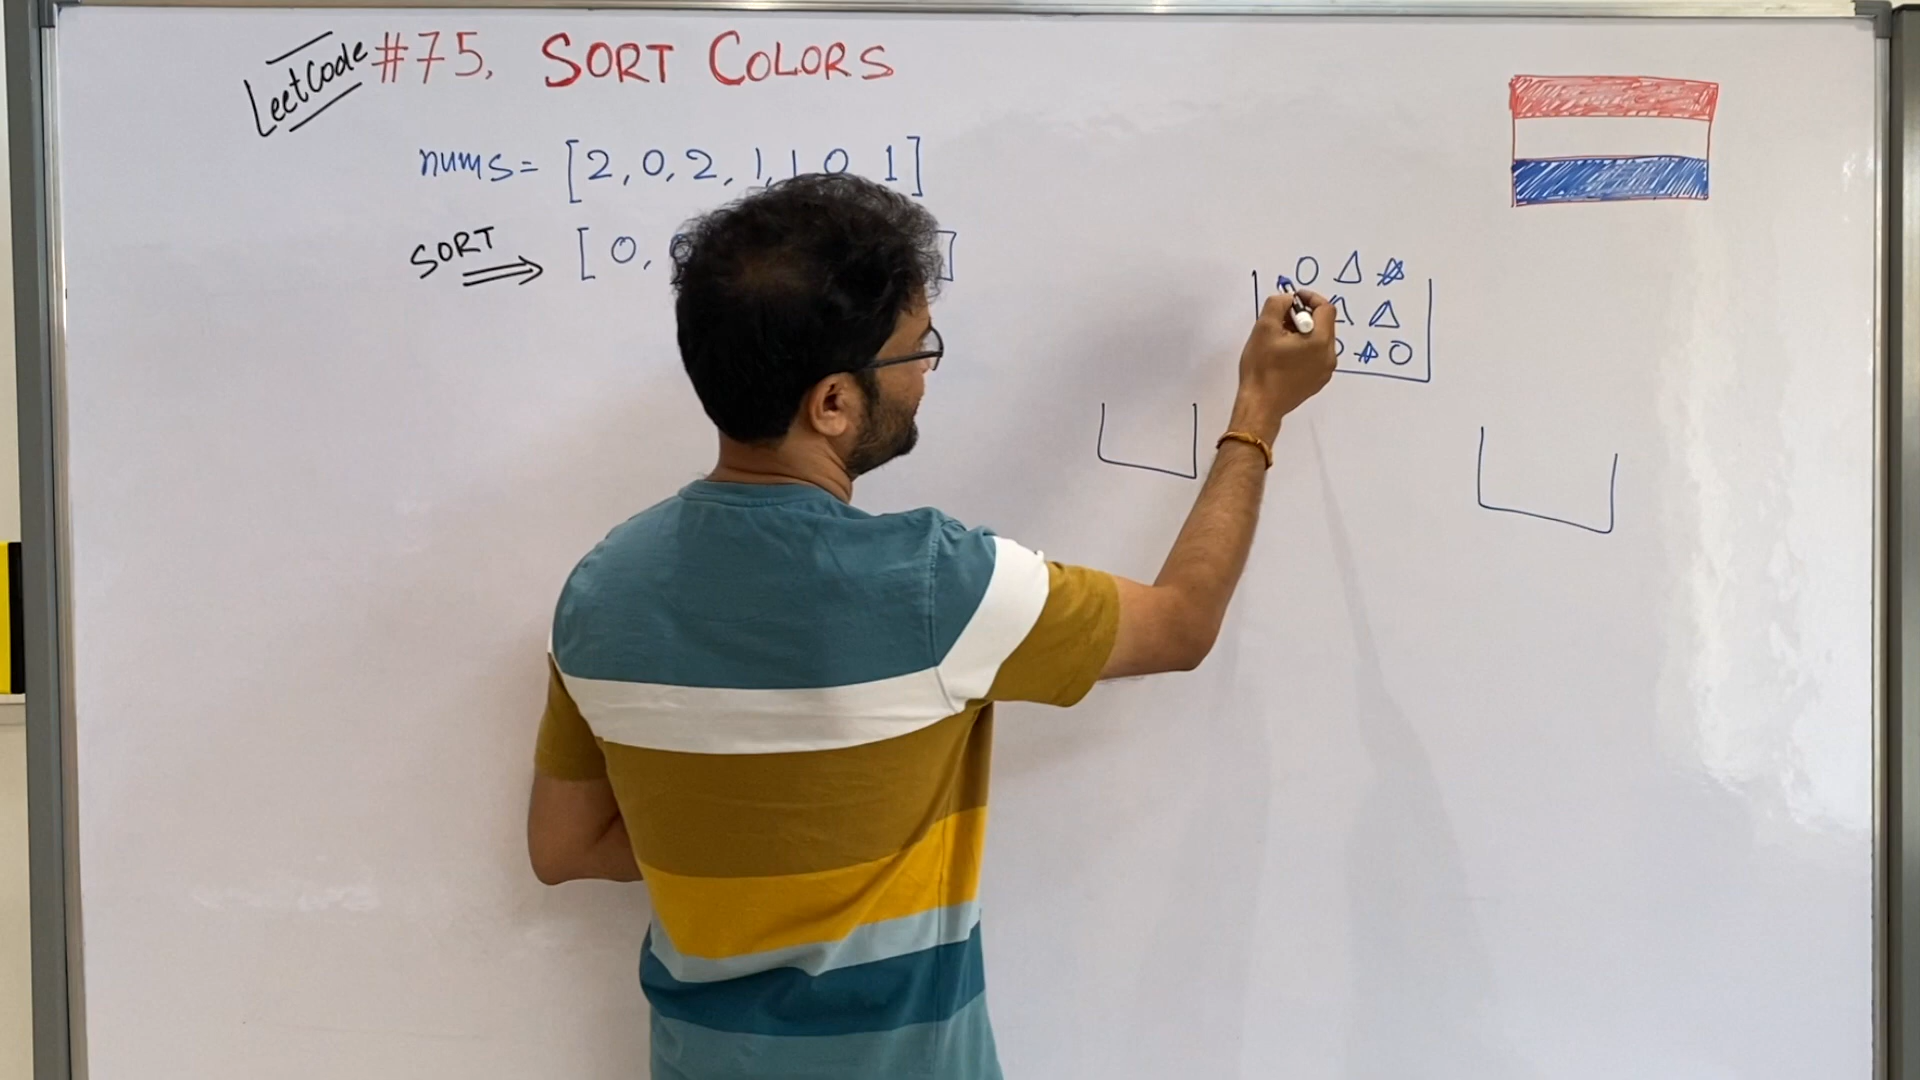 LeetCode #75. SORT COLORS
nums = [2, 0, 2, 1, 1, 0, 1]
SORT ⟹ [0, ]